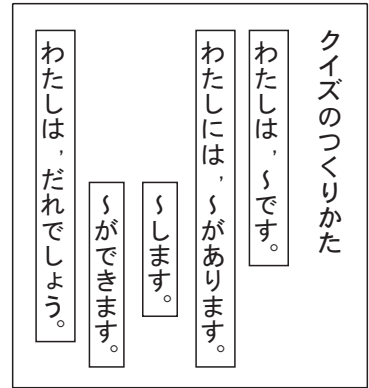 クイズのつくりかた
わたしは，～です。
わたしには，～があります。
～します。
～ができます。
わたしは，だれでしょう。